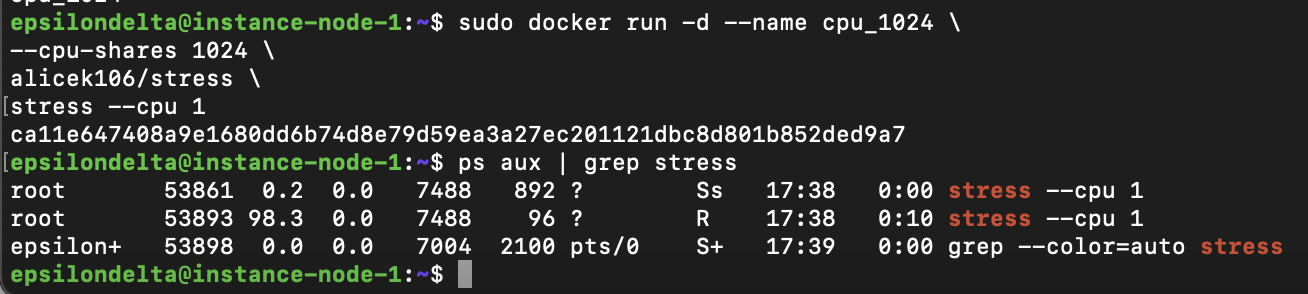 epsilondelta@instance-node-1:~$ sudo docker run -d --name cpu_1024 \
--cpu-shares 1024 \
alicek106/stress \
[stress --cpu 1
ca11e647408a9e1680dd6b74d8e79d59ea3a27ec201121dbc8d801b852ded9a7
[epsilondelta@instance-node-1:~$ ps aux | grep stress
root       53861  0.2  0.0   7488   892 ?        Ss   17:38   0:00 stress --cpu 1
root       53893 98.3  0.0   7488    96 ?        R    17:38   0:10 stress --cpu 1
epsilon+   53898  0.0  0.0   7004  2100 pts/0    S+   17:39   0:00 grep --color=auto stress
epsilondelta@instance-node-1:~$